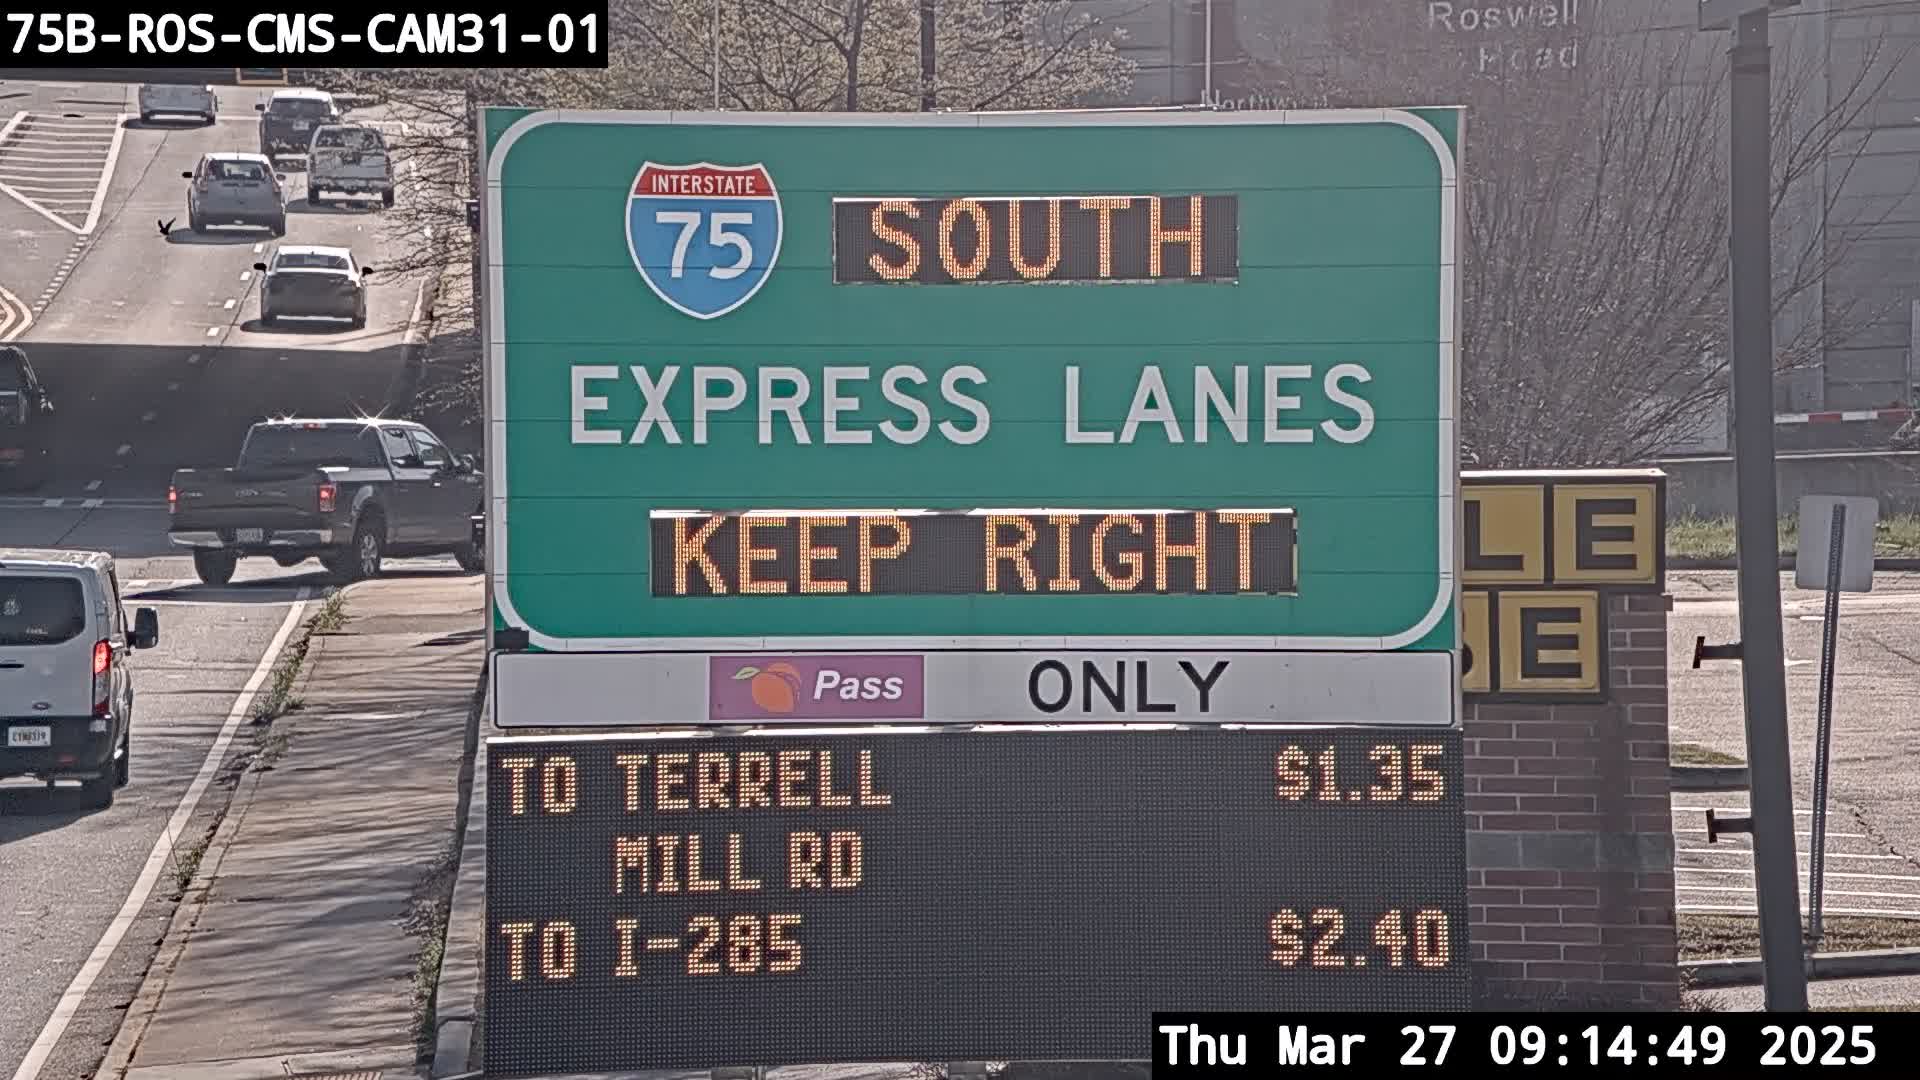 75B-ROS-CMS-CAM31-01
Roswell
Road
INTERSTATE
75
SOUTH
EXPRESS LANES
KEEP RIGHT
Pass ONLY
TO TERRELL $1.35
MILL RD
TO I-285 $2.40
LE
E
Thu Mar 27 09:14:49 2025